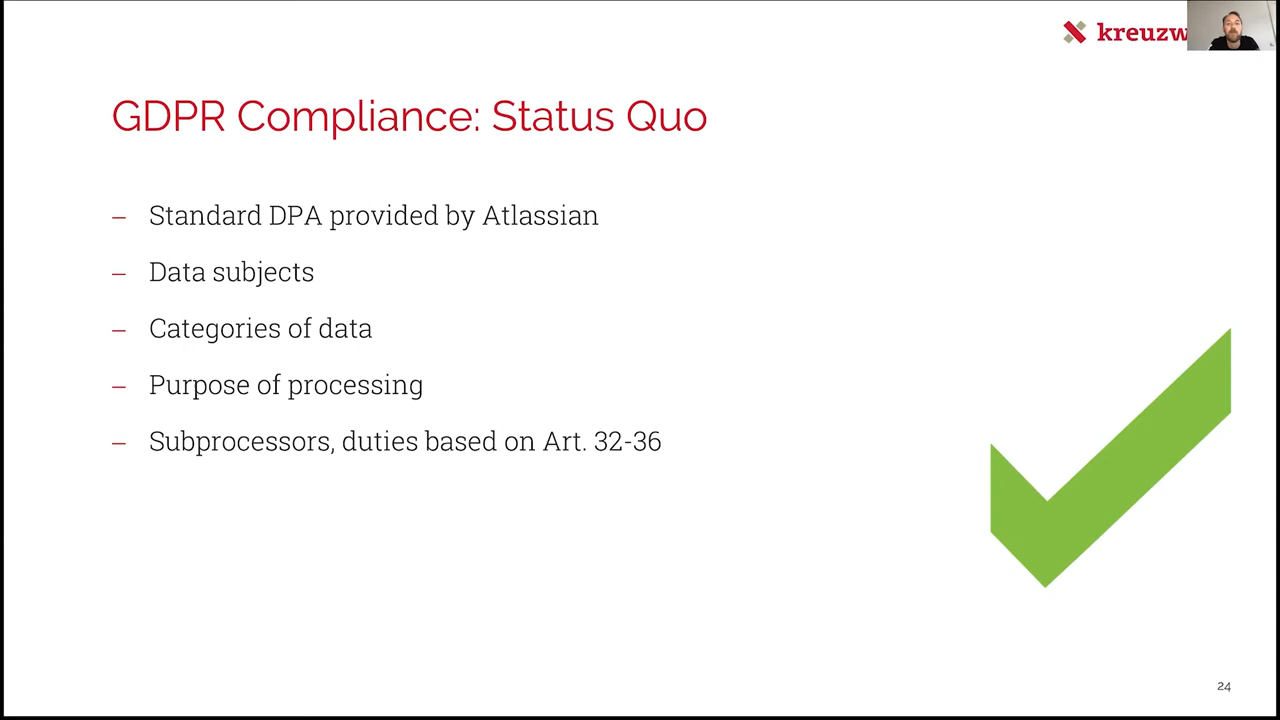 kreuzw
GDPR Compliance: Status Quo
– Standard DPA provided by Atlassian
– Data subjects
– Categories of data
– Purpose of processing
– Subprocessors, duties based on Art. 32-36
24